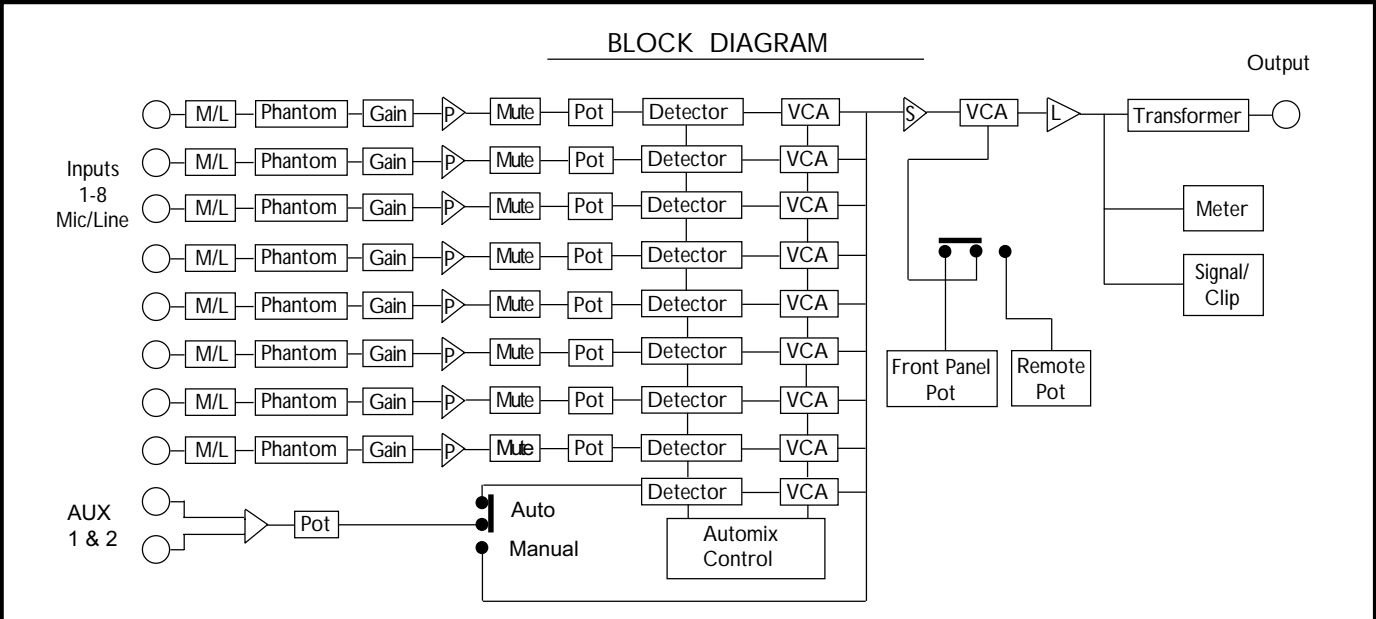 BLOCK DIAGRAM
Output
M/L Phantom Gain P Mute Pot Detector VCA S VCA L Transformer
Inputs
1-8
Mic/Line
M/L Phantom Gain P Mute Pot Detector VCA
M/L Phantom Gain P Mute Pot Detector VCA
Meter
M/L Phantom Gain P Mute Pot Detector VCA
Signal/
Clip
M/L Phantom Gain P Mute Pot Detector VCA
M/L Phantom Gain P Mute Pot Detector VCA
Front Panel
Pot
Remote
Pot
M/L Phantom Gain P Mute Pot Detector VCA
M/L Phantom Gain P Mute Pot Detector VCA
Detector VCA
AUX
1 & 2
Pot
Auto
Manual
Automix
Control